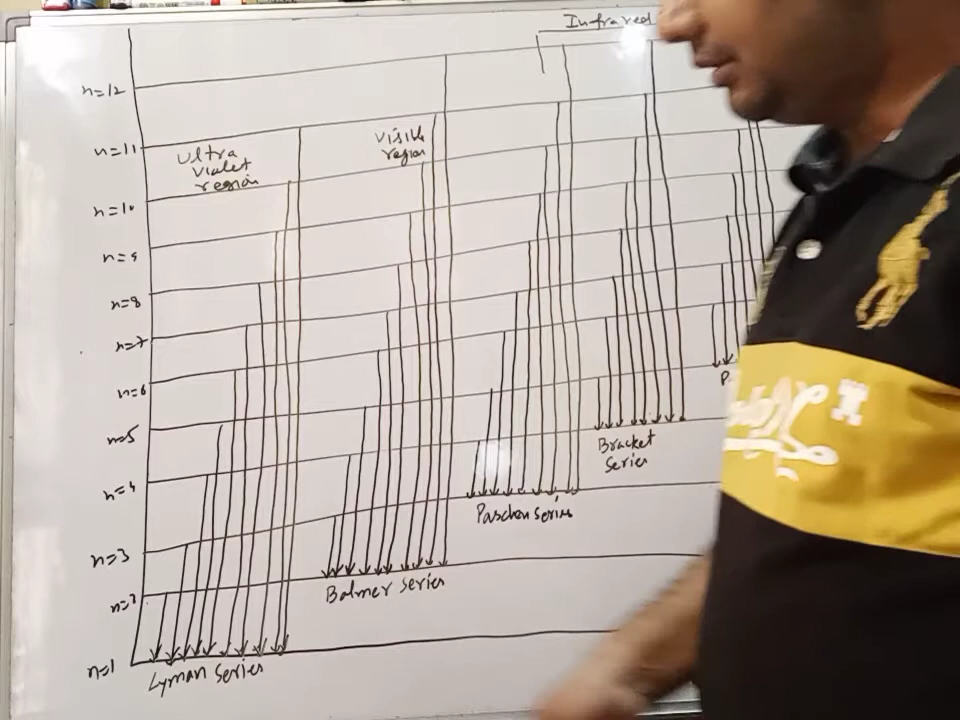 Infrared
n=12
n=11
Ultra
Violet
region
Visible
region
n=10
n=9
n=8
n=7
n=6
n=5
n=4
n=3
n=2
n=1
Bracket
Series
Paschen Series
Balmer Series
Lyman Series